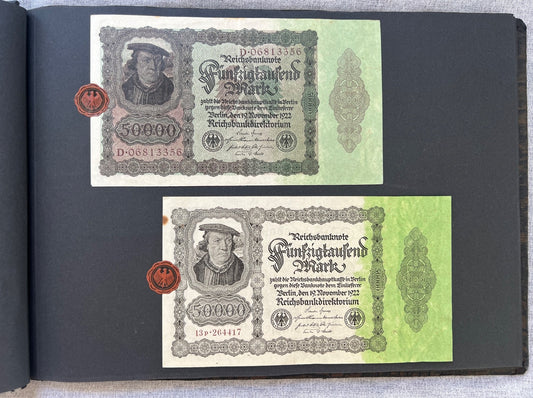 D·06813356
Reichsbanknote
Fünfzigtausend
Mark
zahlt die Reichsbankhauptkasse in Berlin
gegen diese Banknote dem Einlieferer
Berlin, den 19. November 1922
Reichsbankdirektorium
50000
D·06813356
Reichsbanknote
Fünfzigtausend
Mark
zahlt die Reichsbankhauptkasse in Berlin
gegen diese Banknote dem Einlieferer
Berlin, den 19. November 1922
Reichsbankdirektorium
50000
13P·264417